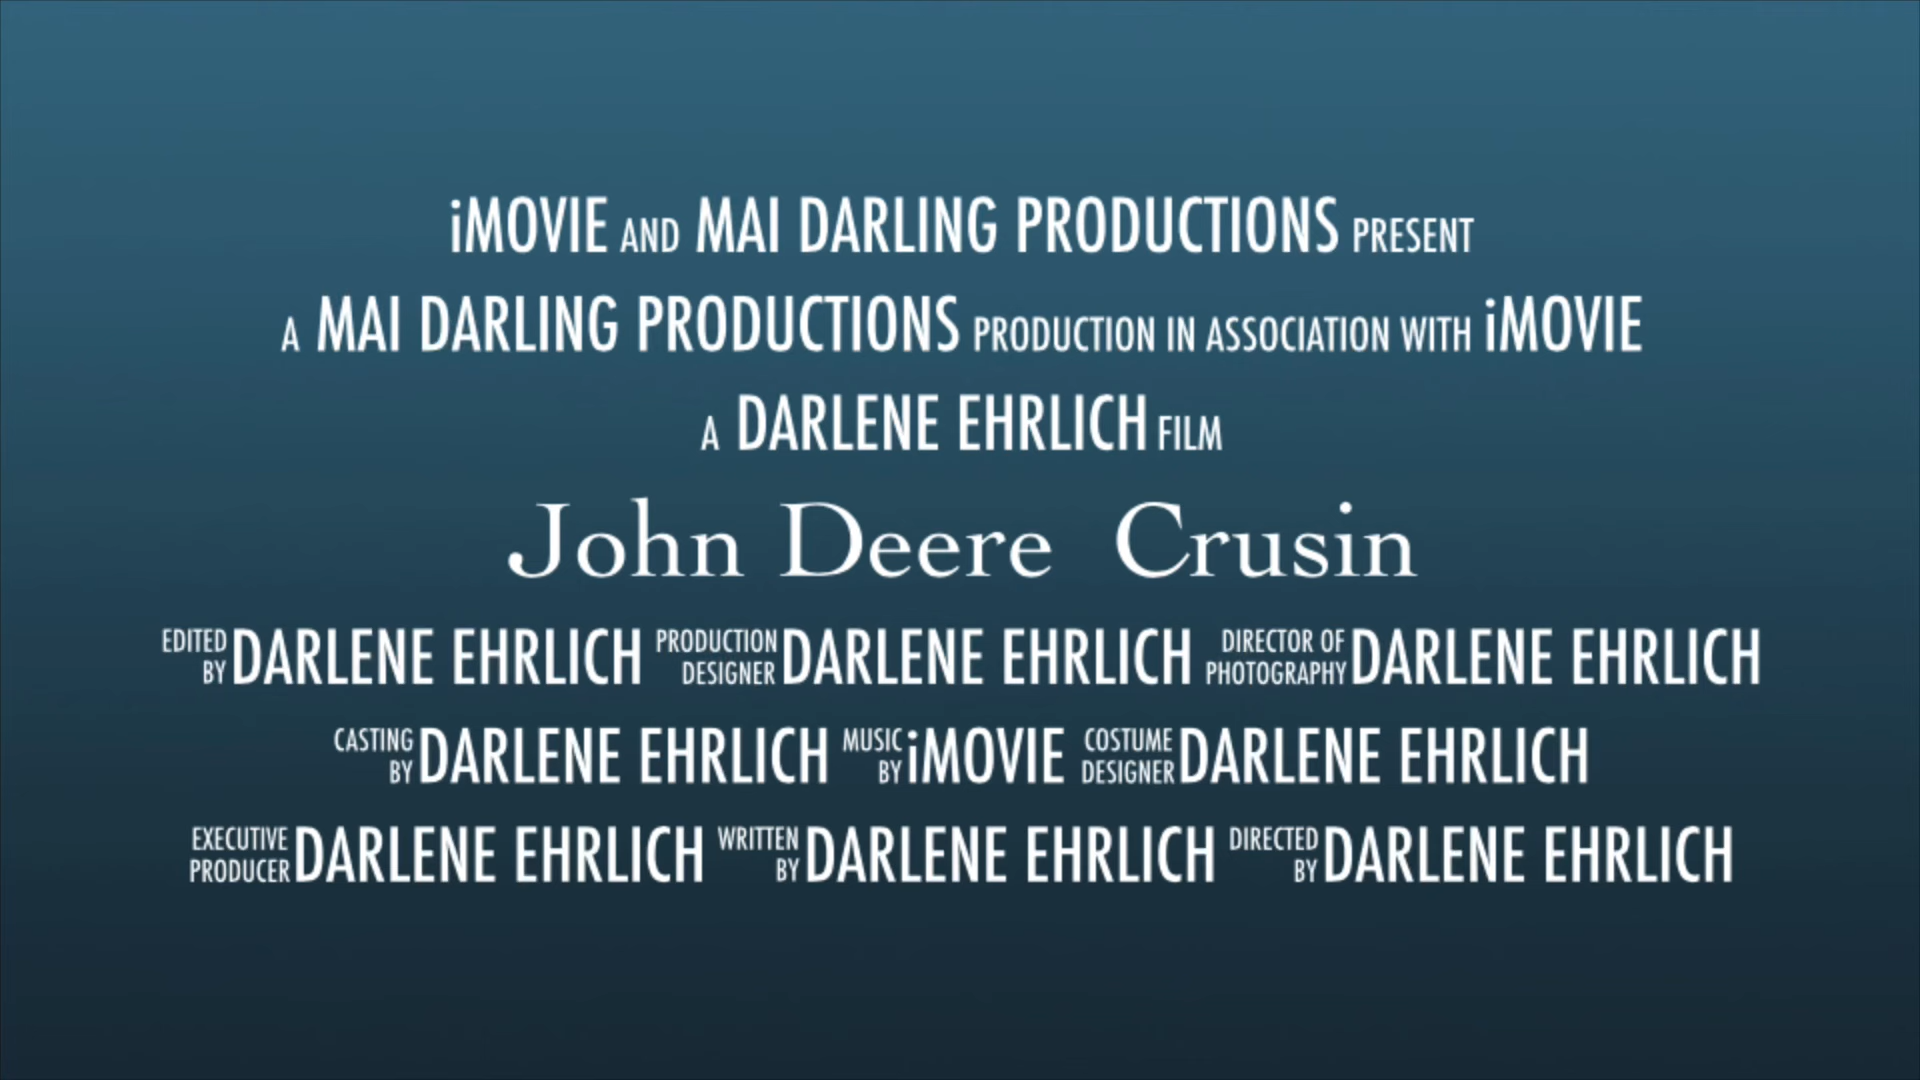 iMOVIE AND MAI DARLING PRODUCTIONS PRESENT
A MAI DARLING PRODUCTIONS PRODUCTION IN ASSOCIATION WITH iMOVIE
A DARLENE EHRLICH FILM
John Deere  Crusin
EDITED BY DARLENE EHRLICH PRODUCTION DESIGNER DARLENE EHRLICH DIRECTOR OF PHOTOGRAPHY DARLENE EHRLICH
CASTING BY DARLENE EHRLICH MUSIC BY iMOVIE COSTUME DESIGNER DARLENE EHRLICH
EXECUTIVE PRODUCER DARLENE EHRLICH WRITTEN BY DARLENE EHRLICH DIRECTED BY DARLENE EHRLICH